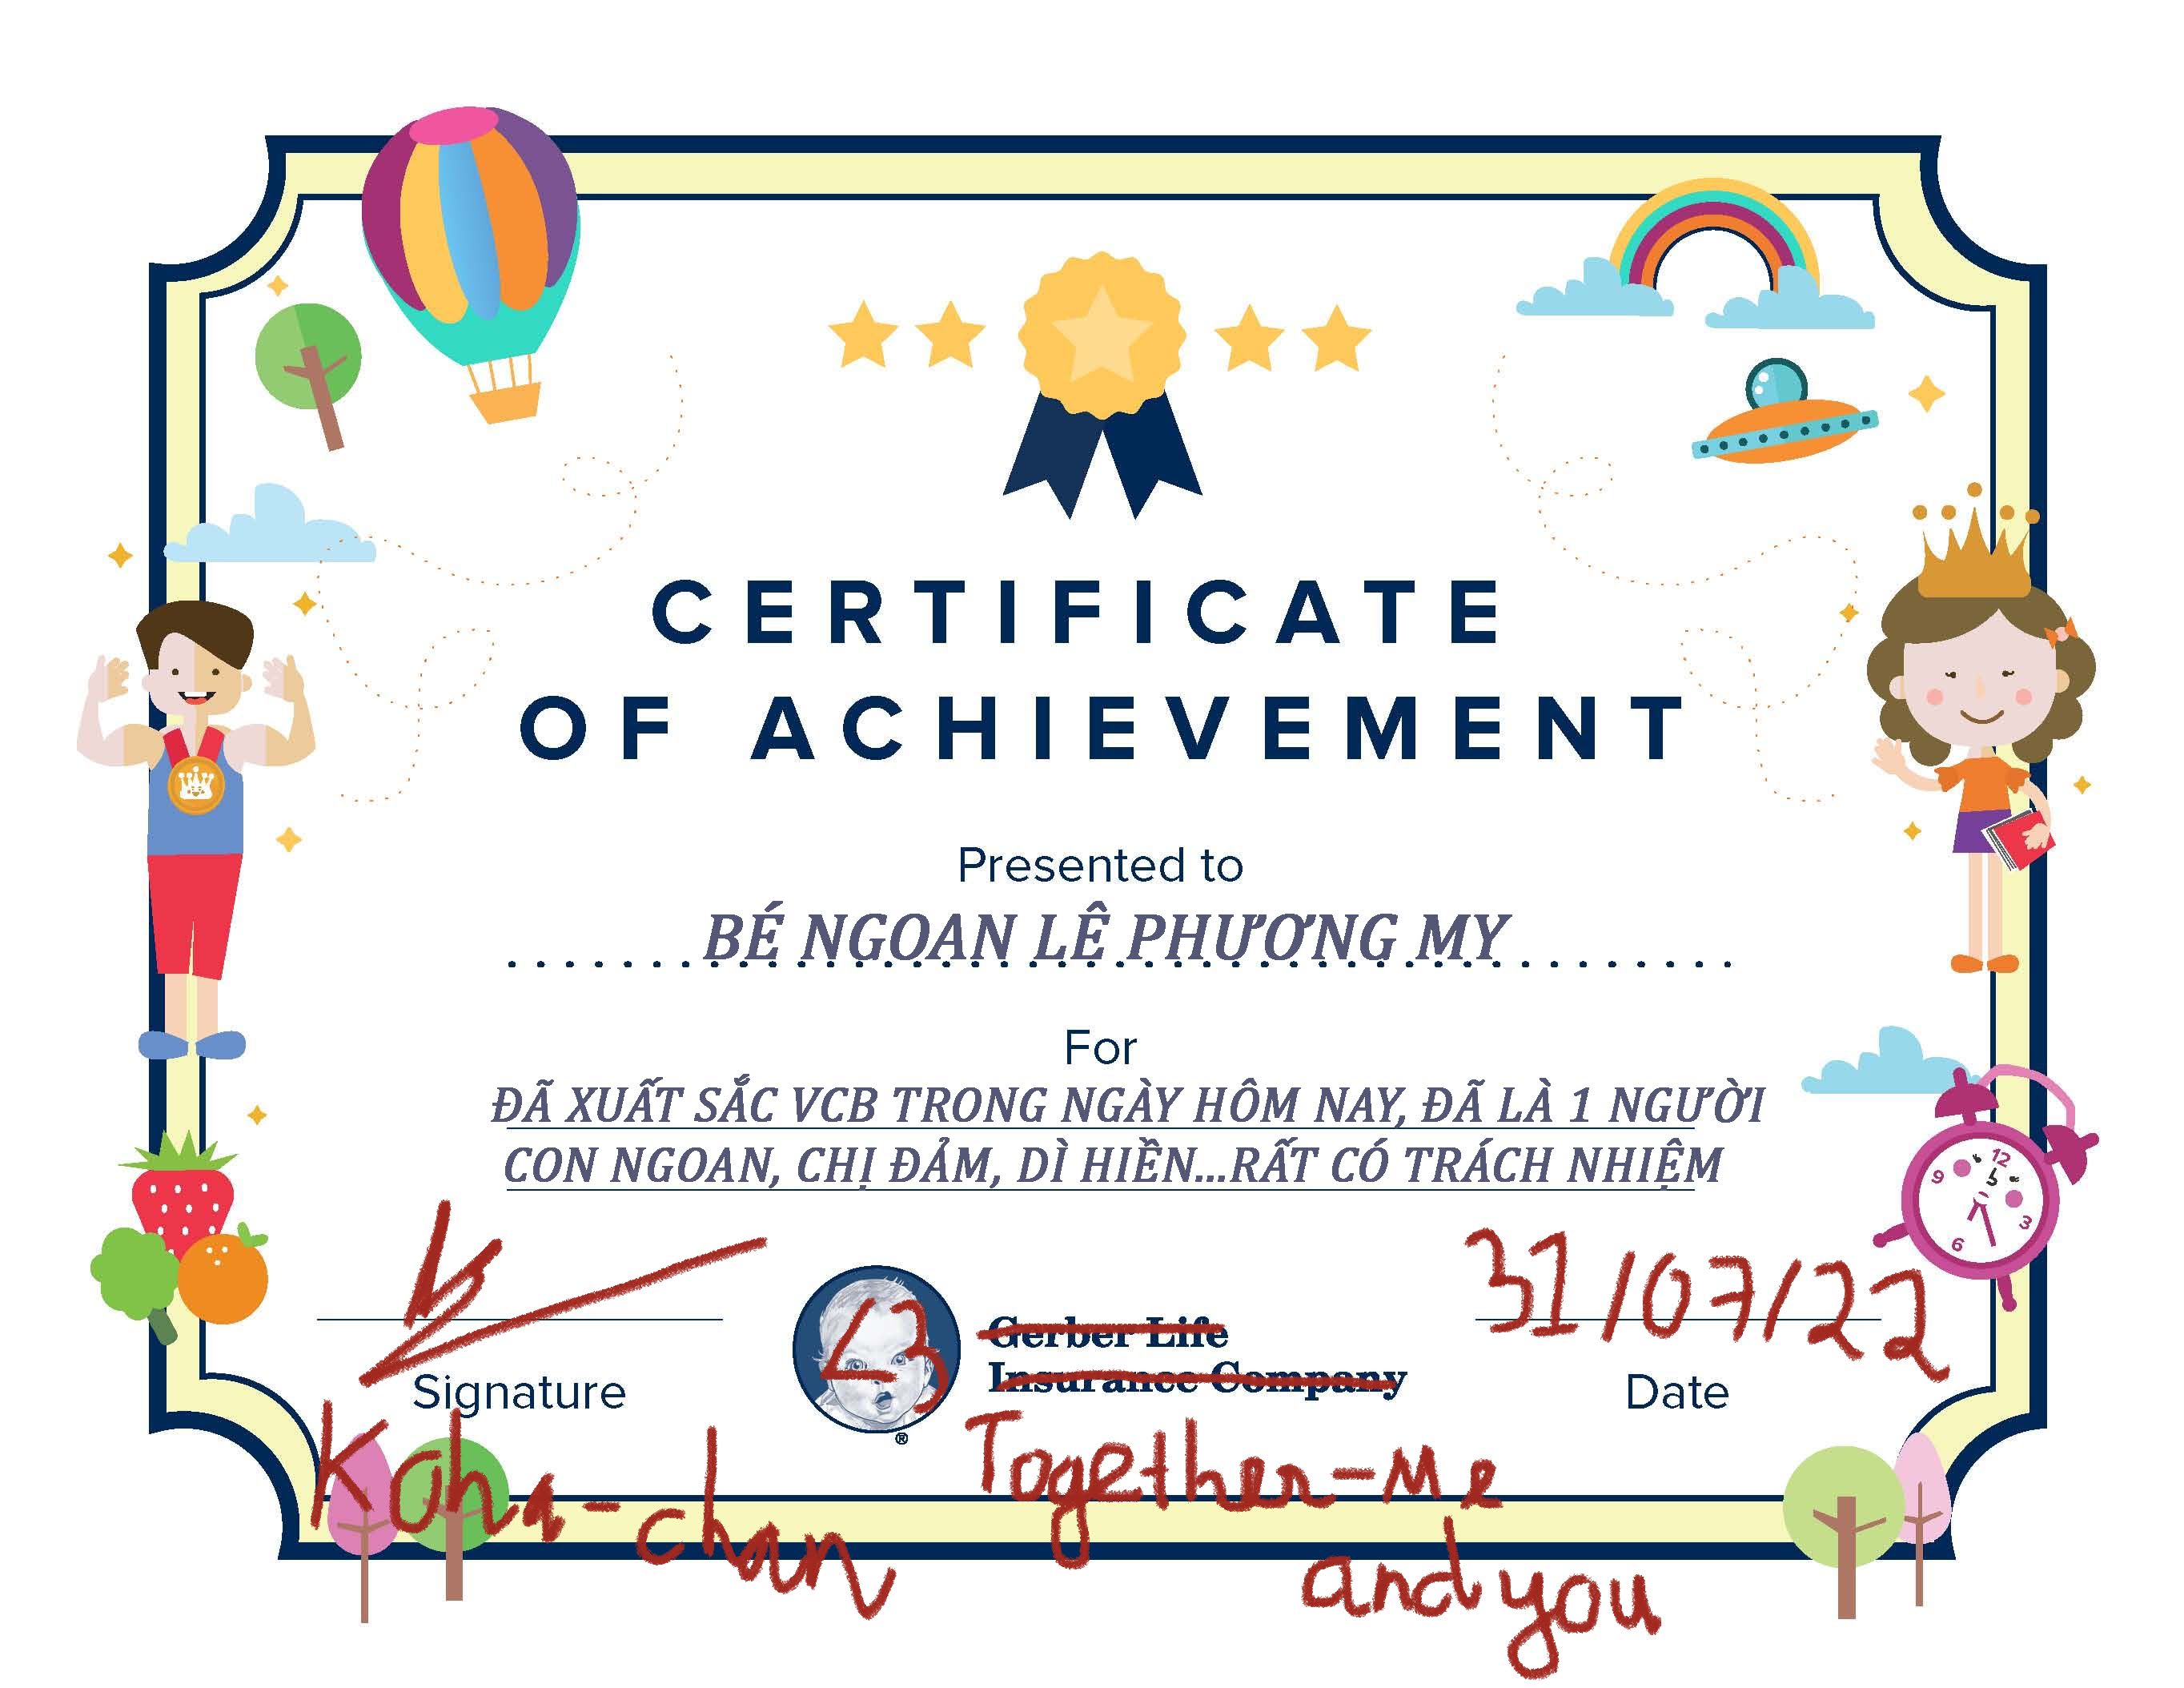 CERTIFICATE
OF ACHIEVEMENT
Presented to
BÉ NGOAN LÊ PHƯƠNG MY
For
ĐÃ XUẤT SẮC VCB TRONG NGÀY HÔM NAY, ĐÃ LÀ 1 NGƯỜI
CON NGOAN, CHỊ ĐẢM, DÌ HIỀN...RẤT CÓ TRÁCH NHIỆM
12
3
6
9
<3
Gerber Life
Insurance Company
®
31/07/22
Signature
Date
Koha-chan
Together-Me
and you